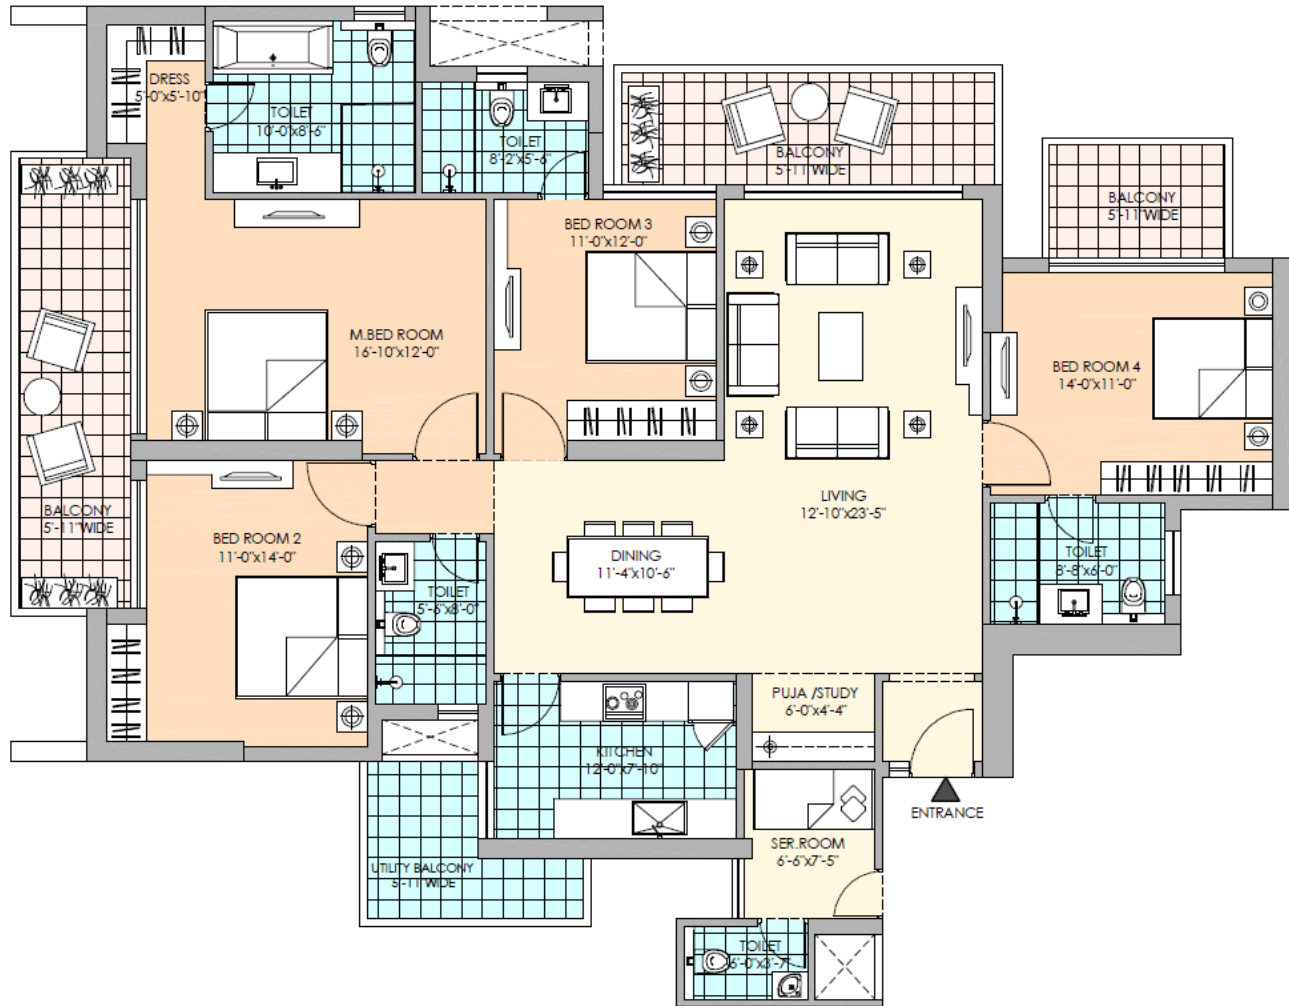 DRESS
5'-0"x5'-10"
TOILET
10'-0"x8'-6"
TOILET
8'-2"x5'-6"
BALCONY
5'-11"WIDE
BALCONY
5'-11"WIDE
BED ROOM 3
11'-0"x12'-0"
M.BED ROOM
16'-10"x12'-0"
BED ROOM 4
14'-0"x11'-0"
BALCONY
5'-11"WIDE
BED ROOM 2
11'-0"x14'-0"
LIVING
12'-10"x23'-5"
DINING
11'-4"x10'-6"
TOILET
8'-8"x6'-0"
TOILET
5'-6"x8'-0"
PUJA /STUDY
6'-0"x4'-4"
KITCHEN
12'-0"x7'-10"
ENTRANCE
SER.ROOM
6'-6"x7'-5"
UTILITY BALCONY
5'-11"WIDE
TOILET
6'-0"x3'-7"